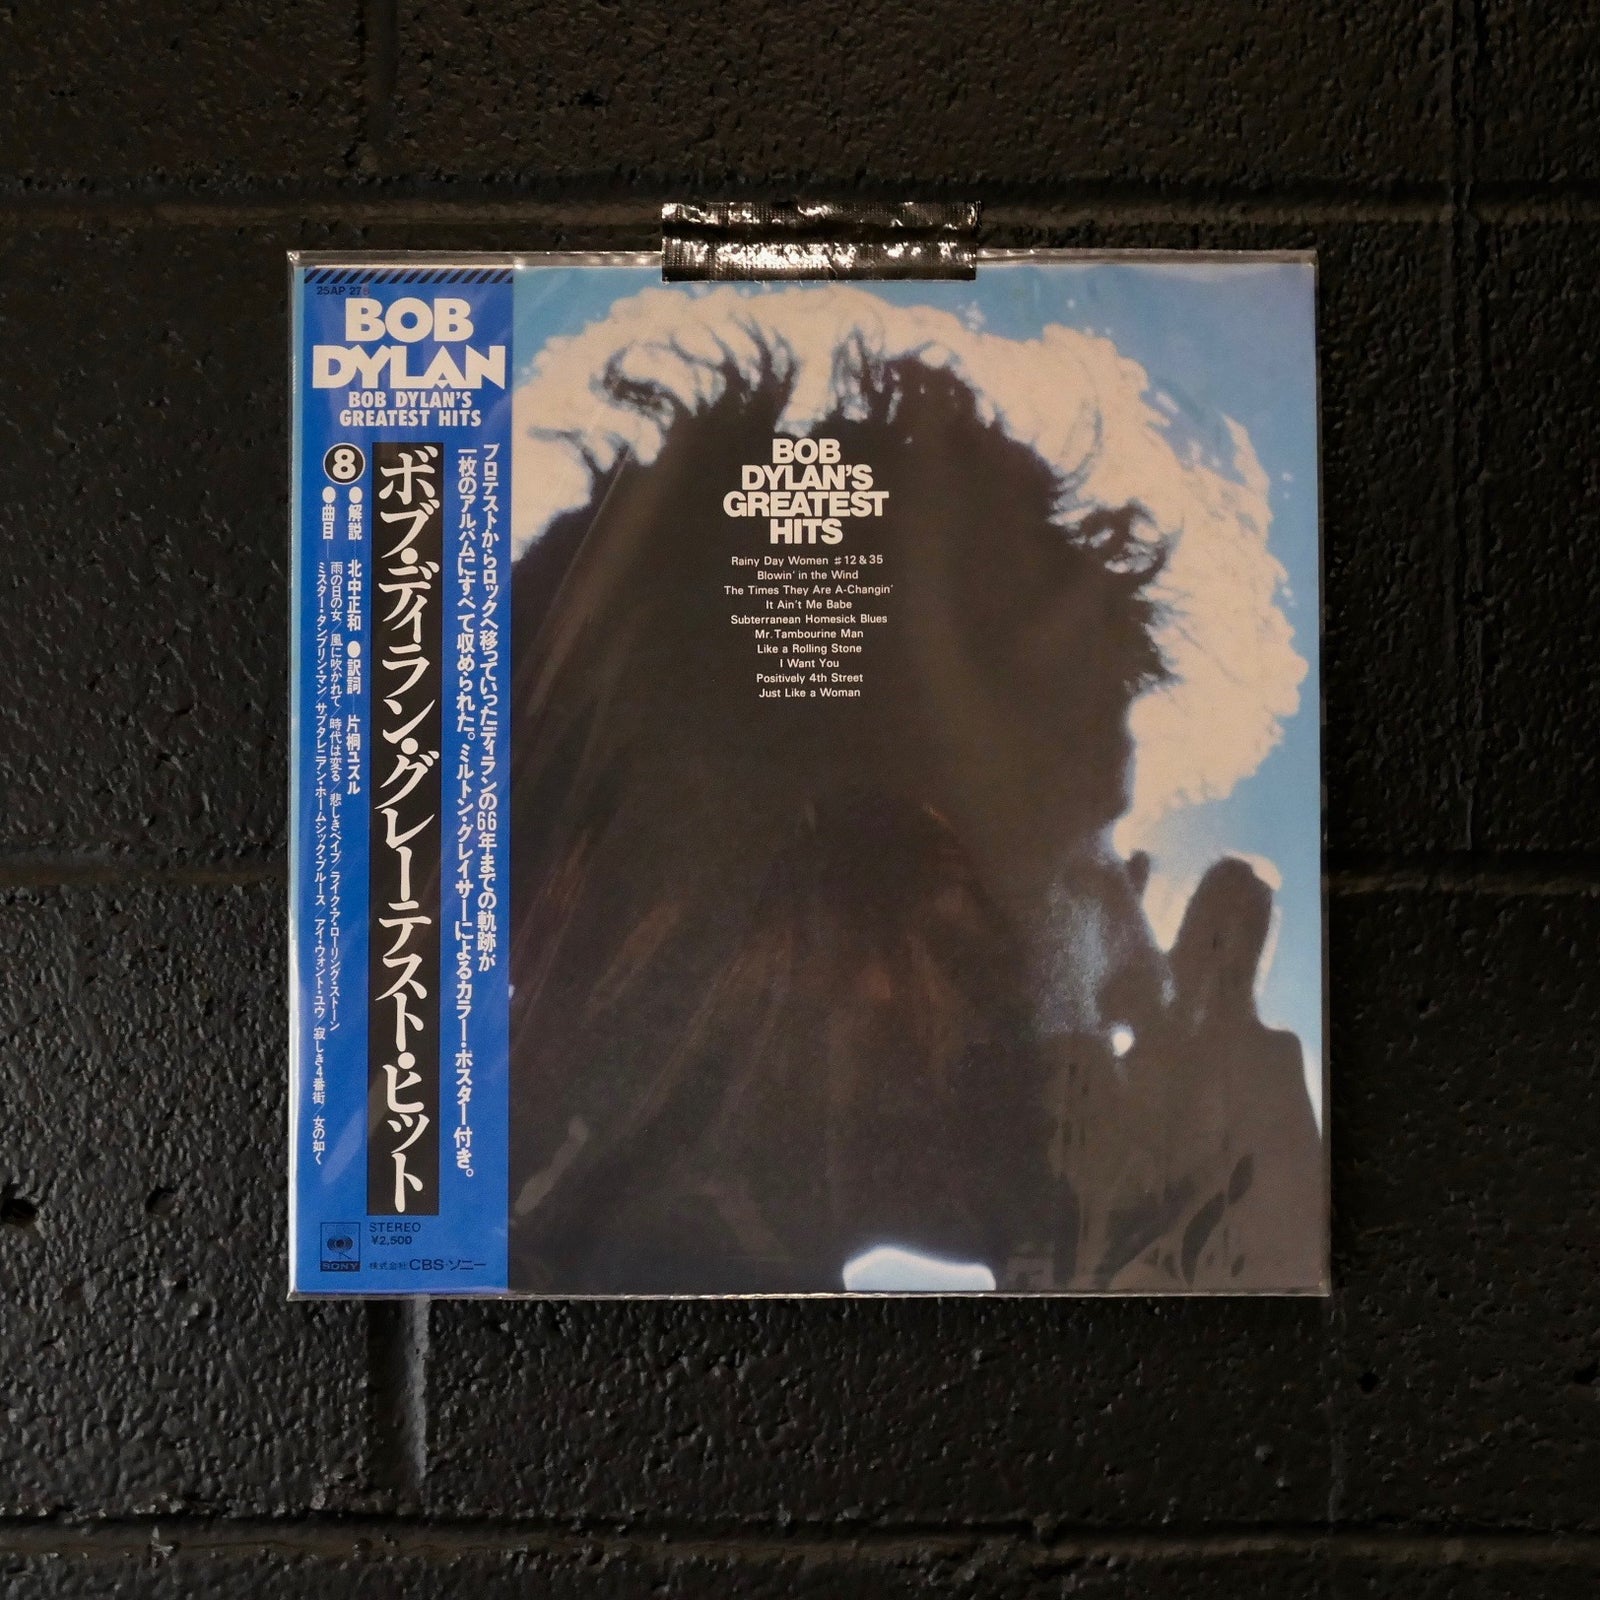 25AP 278
BOB
DYLAN
BOB DYLAN'S
GREATEST HITS
プロテストからロックへ移っていったディランの66年までの軌跡が
一枚のアルバムにすべて収められた。ミルトン・グレイサーによるカラー・ポスター付き。
ボブ・ディラン・グレーテスト・ヒット
8
●解説──北中正和 ●訳詞──片桐ユズル
●曲目──雨の日の女/風に吹かれて/時代は変る/悲しきベイブ/ライク・ア・ローリング・ストーン
ミスター・タンブリン・マン/サブタレニアン・ホームシック・ブルース/アイ・ウォント・ユウ/寂しき4番街/女の如く
SONY
STEREO
¥2,500
株式会社 CBS・ソニー
BOB
DYLAN'S
GREATEST
HITS
Rainy Day Women #12&35
Blowin' in the Wind
The Times They Are A-Changin'
It Ain't Me Babe
Subterranean Homesick Blues
Mr. Tambourine Man
Like a Rolling Stone
I Want You
Positively 4th Street
Just Like a Woman